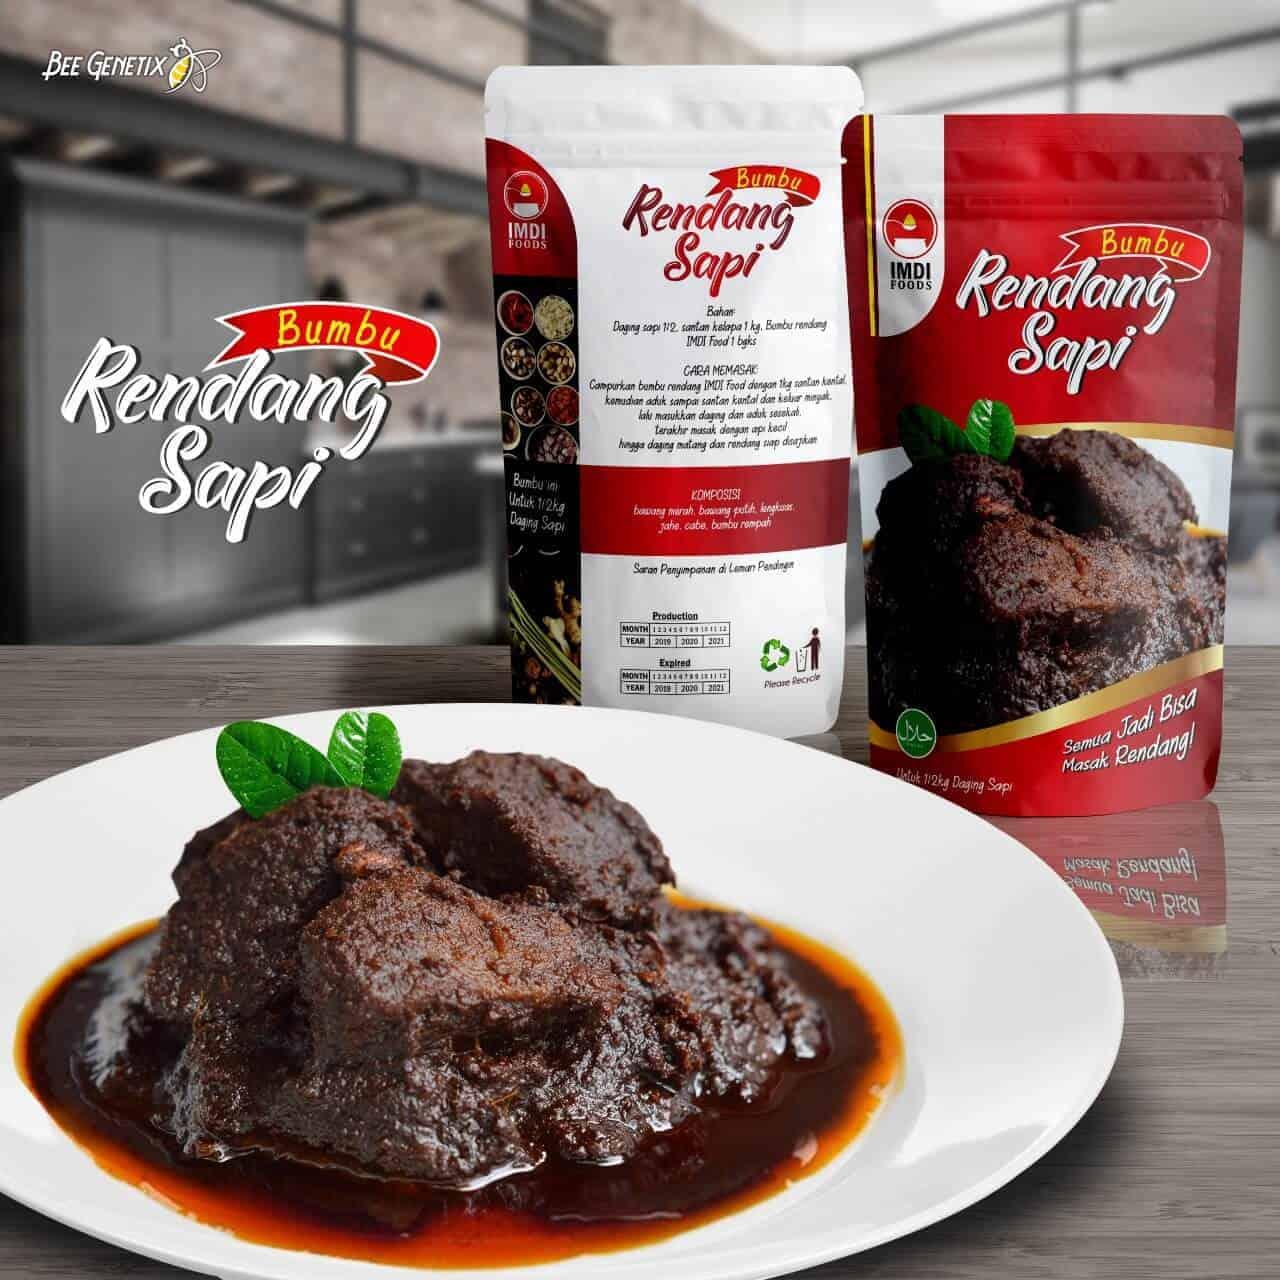 BEE GENETIX
Bumbu
Rendang
Sapi
IMDI
FOODS
Bumbu
Rendang
Sapi
Bahan:
Daging sapi 1/2, santan kelapa 1 kg, Bumbu rendang
IMDI Food 1 bgks
CARA MEMASAK:
Campurkan bumbu rendang IMDI Food dengan 1kg santan kental,
kemudian aduk sampai santan kental dan keluar minyak,
lalu masukkan daging dan aduk sesekali.
terakhir masak dengan api kecil
hingga daging matang dan rendang siap disajikan
Bumbu ini
Untuk 1/2kg
Daging Sapi
KOMPOSISI
bawang merah, bawang putih, lengkuas,
jahe, cabe, bumbu rempah
Saran Penyimpanan di Lemari Pendingin
Production
MONTH 1 2 3 4 5 6 7 8 9 10 11 12
YEAR 2019 2020 2021
Expired
MONTH 1 2 3 4 5 6 7 8 9 10 11 12
YEAR 2019 2020 2021
Please Recycle
IMDI
FOODS
Bumbu
Rendang
Sapi
حلال
Semua Jadi Bisa
Masak Rendang!
Untuk 1/2kg Daging Sapi